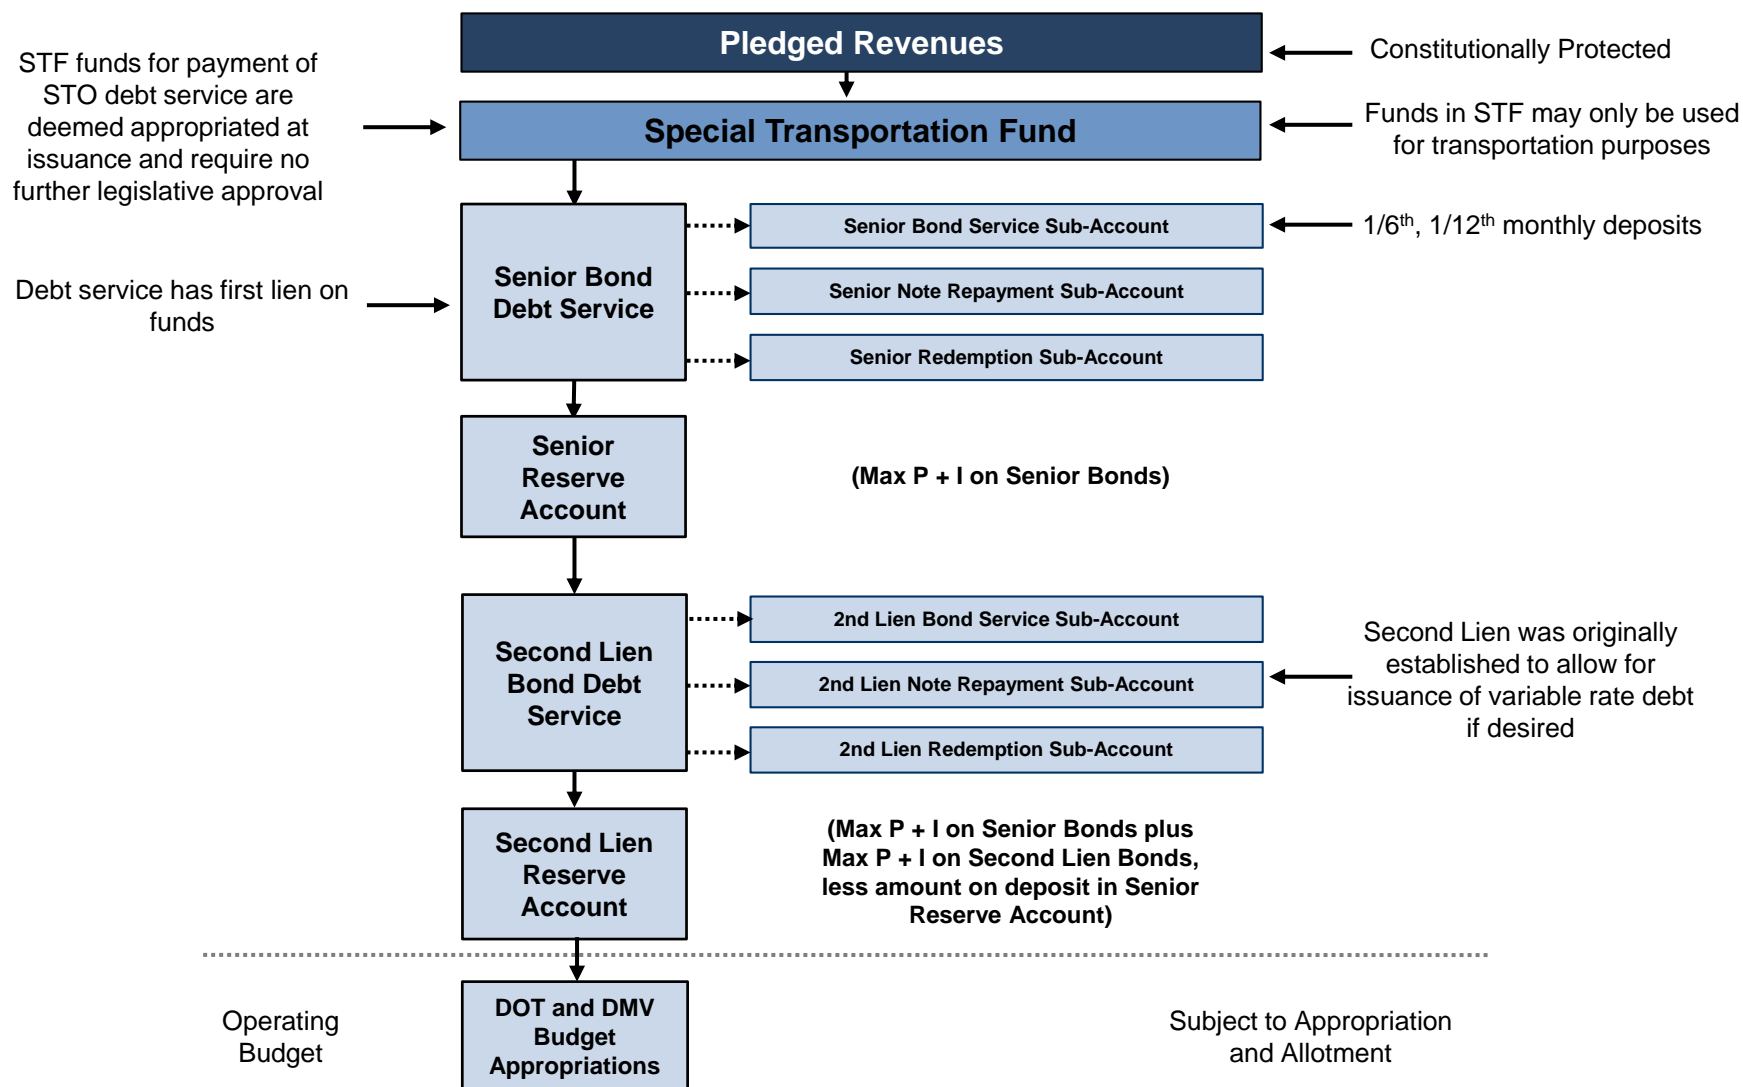 Pledged Revenues
Constitutionally Protected
STF funds for payment of
STO debt service are
deemed appropriated at
issuance and require no
further legislative approval
Special Transportation Fund
Funds in STF may only be used
for transportation purposes
Senior Bond
Debt Service
Senior Bond Service Sub-Account
1/6th, 1/12th monthly deposits
Senior Note Repayment Sub-Account
Senior Redemption Sub-Account
Debt service has first lien on
funds
Senior
Reserve
Account
(Max P + I on Senior Bonds)
Second Lien
Bond Debt
Service
2nd Lien Bond Service Sub-Account
2nd Lien Note Repayment Sub-Account
2nd Lien Redemption Sub-Account
Second Lien was originally
established to allow for
issuance of variable rate debt
if desired
Second Lien
Reserve
Account
(Max P + I on Senior Bonds plus
Max P + I on Second Lien Bonds,
less amount on deposit in Senior
Reserve Account)
Operating
Budget
DOT and DMV
Budget
Appropriations
Subject to Appropriation
and Allotment